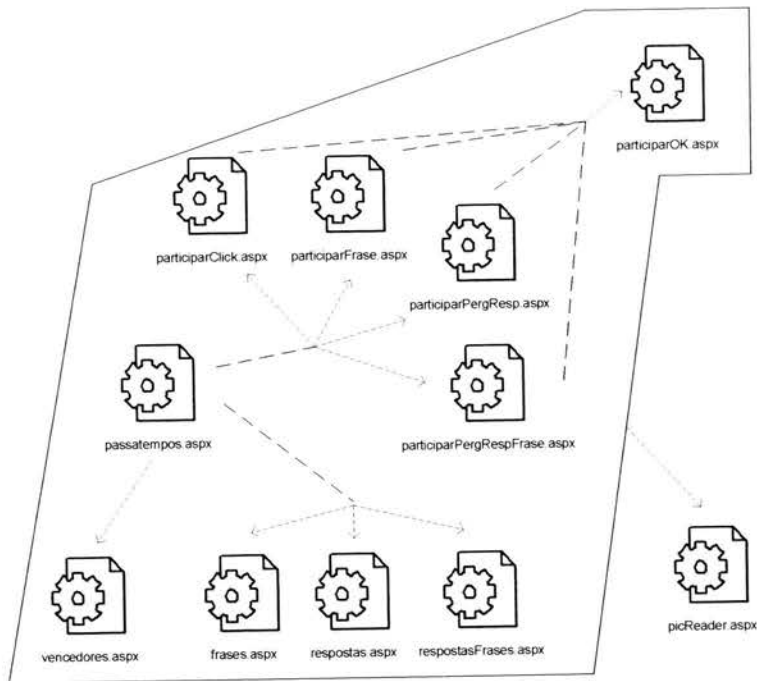 participarOK.aspx
participarClick.aspx
participarFrase.aspx
participarPergResp.aspx
passatempos.aspx
participarPergRespFrase.aspx
vencedores.aspx
frases.aspx
respostas.aspx
respostasFrases.aspx
picReader.aspx